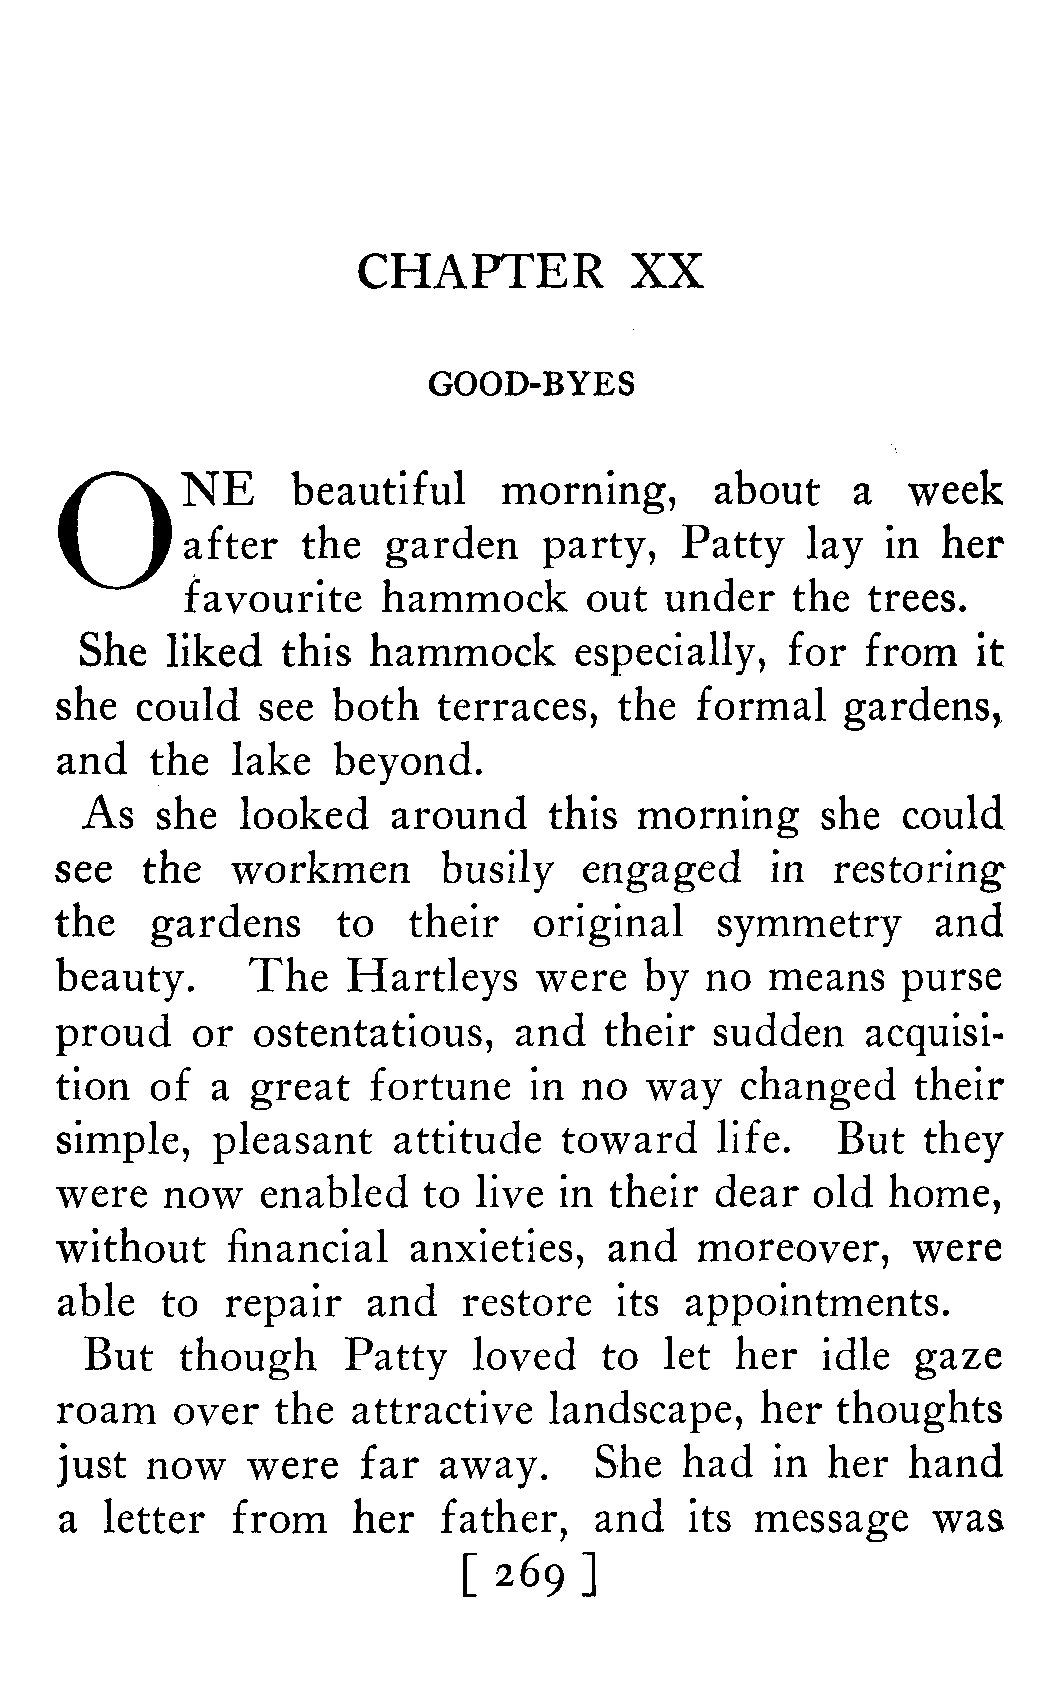 CHAPTER XX
GOOD-BYES
ONE beautiful morning, about a week
after the garden party, Patty lay in her
favourite hammock out under the trees.
She liked this hammock especially, for from it
she could see both terraces, the formal gardens,
and the lake beyond.
As she looked around this morning she could
see the workmen busily engaged in restoring
the gardens to their original symmetry and
beauty. The Hartleys were by no means purse
proud or ostentatious, and their sudden acquisi-
tion of a great fortune in no way changed their
simple, pleasant attitude toward life. But they
were now enabled to live in their dear old home,
without financial anxieties, and moreover, were
able to repair and restore its appointments.
But though Patty loved to let her idle gaze
roam over the attractive landscape, her thoughts
just now were far away. She had in her hand
a letter from her father, and its message was
[ 269 ]